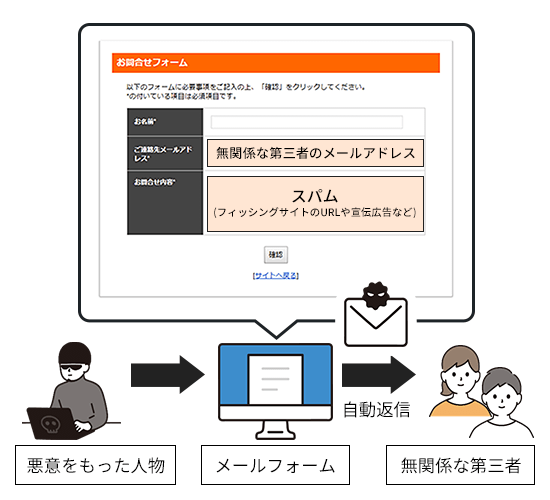 お問合せフォーム
以下のフォームに必要事項をご記入の上、「確認」をクリックしてください。
*の付いている項目は必須項目です。
お名前*
ご連絡先メールアド
レス*
無関係な第三者のメールアドレス
お問合せ内容*
スパム
(フィッシングサイトのURLや宣伝広告など)
確認
[サイトへ戻る]
自動返信
悪意をもった人物
メールフォーム
無関係な第三者